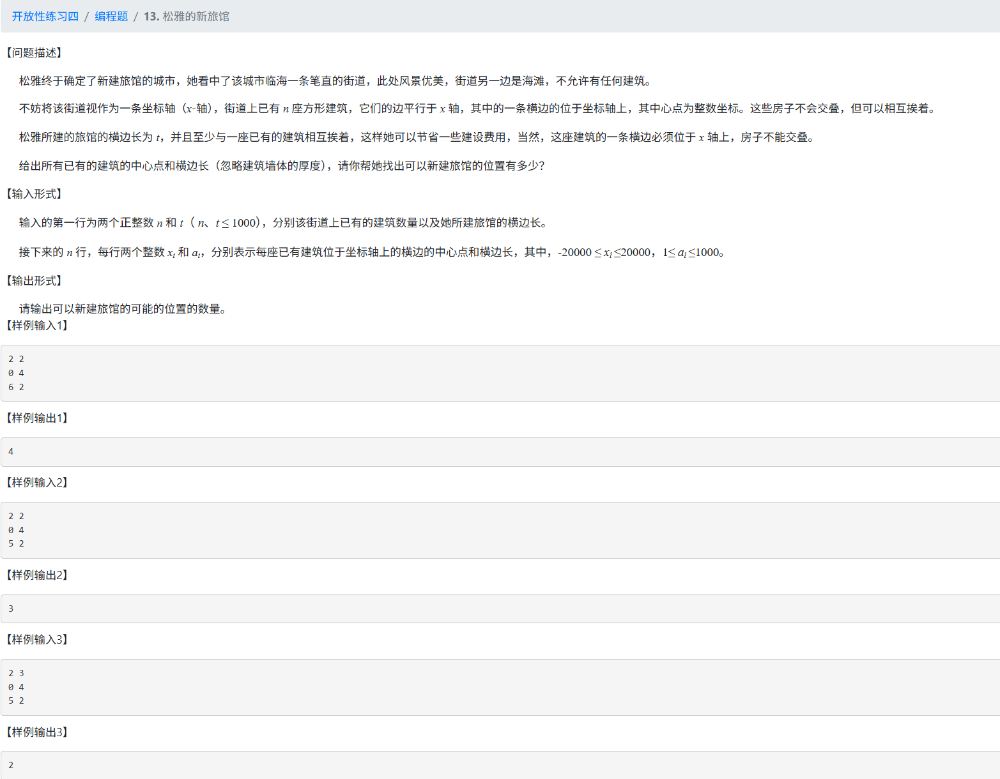 开放性练习四 / 编程题 / 13. 松雅的新旅馆
【问题描述】
松雅终于确定了新建旅馆的城市，她看中了该城市临海一条笔直的街道，此处风景优美，街道另一边是海滩，不允许有任何建筑。
不妨将该街道视作为一条坐标轴（x-轴），街道上已有 n 座方形建筑，它们的边平行于 x 轴，其中的一条横边的位于坐标轴上，其中心点为整数坐标。这些房子不会交叠，但可以相互挨着。
松雅所建的旅馆的横边长为 t，并且至少与一座已有的建筑相互挨着，这样她可以节省一些建设费用，当然，这座建筑的一条横边必须位于 x 轴上，房子不能交叠。
给出所有已有的建筑的中心点和横边长（忽略建筑墙体的厚度），请你帮她找出可以新建旅馆的位置有多少？
【输入形式】
输入的第一行为两个正整数 n 和 t（ n、t ≤ 1000），分别该街道上已有的建筑数量以及她所建旅馆的横边长。
接下来的 n 行，每行两个整数 xi 和 ai，分别表示每座已有建筑位于坐标轴上的横边的中心点和横边长，其中，-20000 ≤ xi ≤20000，1≤ ai ≤1000。
【输出形式】
请输出可以新建旅馆的可能的位置的数量。
【样例输入1】
2 2
0 4
6 2
【样例输出1】
4
【样例输入2】
2 2
0 4
5 2
【样例输出2】
3
【样例输入3】
2 3
0 4
5 2
【样例输出3】
2